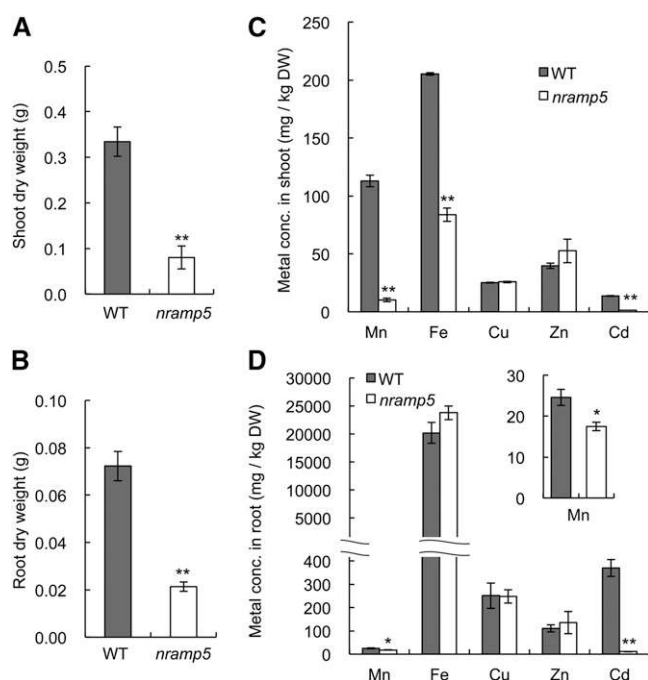 A
Shoot dry weight (g)
0.5
0.4
0.3
0.2
0.1
0.0
**
WT
nramp5
B
Root dry weight (g)
0.10
0.08
0.06
0.04
0.02
0.00
**
WT
nramp5
C
Metal conc. in shoot (mg / kg DW)
250
200
150
100
50
0
WT
nramp5
**
**
**
Mn Fe Cu Zn Cd
D
Metal conc. in root (mg / kg DW)
WT
nramp5
30000
25000
20000
15000
10000
5000
400
300
200
100
0
*
**
Mn Fe Cu Zn Cd
30
20
10
0
*
Mn